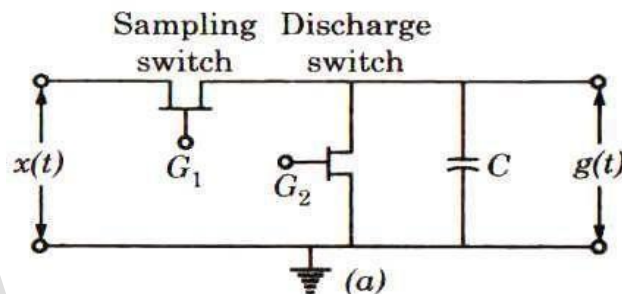 Sampling Discharge
switch switch
x(t) G1 G2 C g(t)
(a)